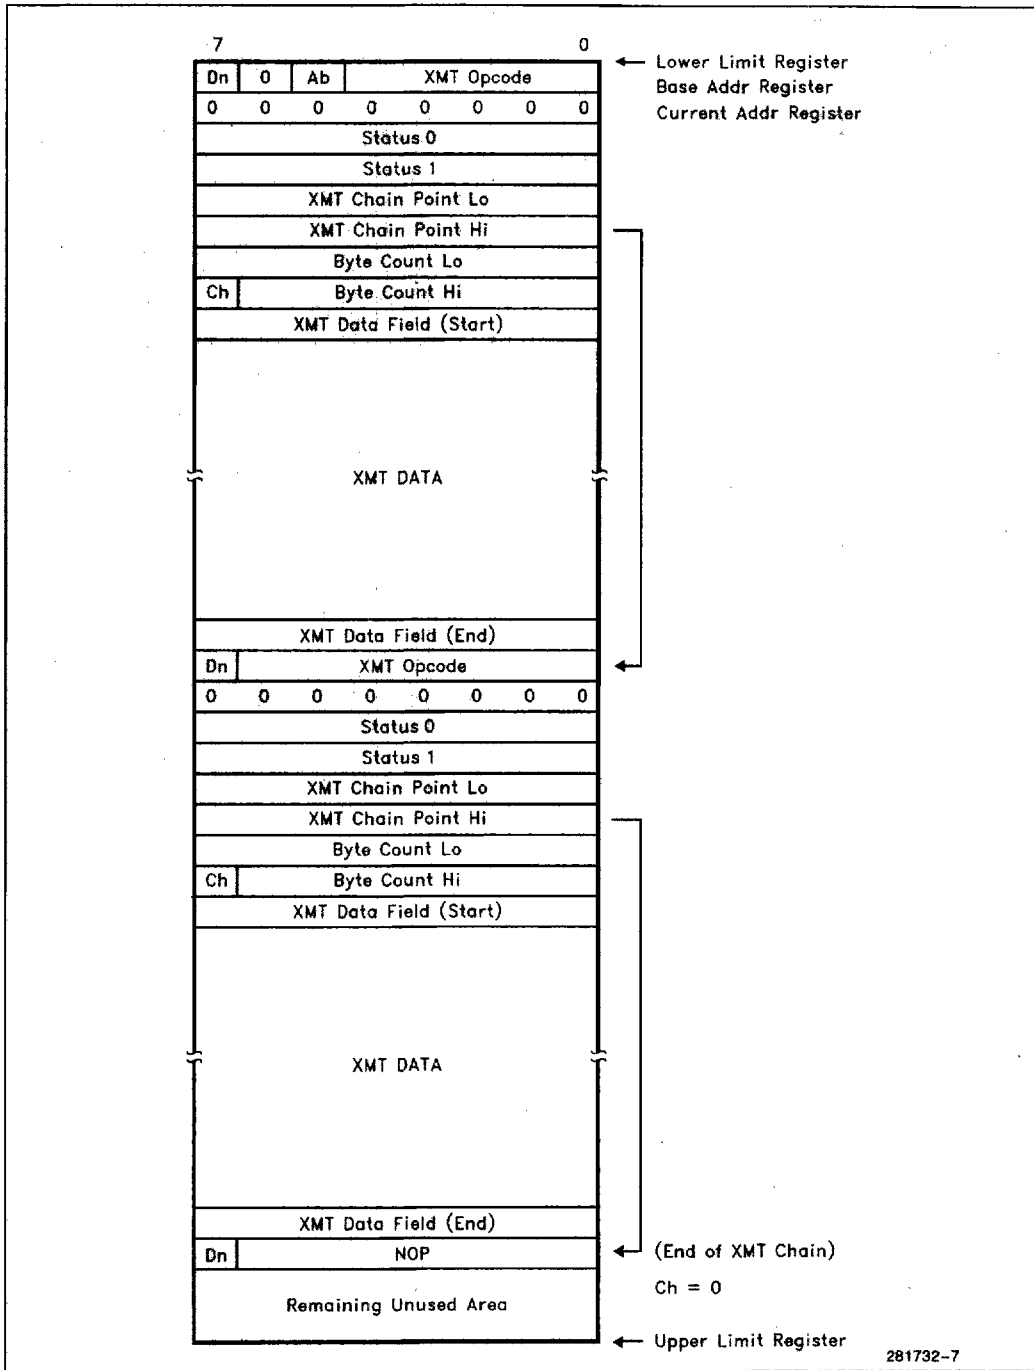 7 0
Dn 0 Ab XMT Opcode
Lower Limit Register
Base Addr Register
Current Addr Register
0 0 0 0 0 0 0 0
Status 0
Status 1
XMT Chain Point Lo
XMT Chain Point Hi
Byte Count Lo
Ch Byte Count Hi
XMT Data Field (Start)
XMT DATA
XMT Data Field (End)
Dn XMT Opcode
0 0 0 0 0 0 0 0
Status 0
Status 1
XMT Chain Point Lo
XMT Chain Point Hi
Byte Count Lo
Ch Byte Count Hi
XMT Data Field (Start)
XMT DATA
XMT Data Field (End)
Dn NOP
(End of XMT Chain)
Ch = 0
Remaining Unused Area
Upper Limit Register
281732-7